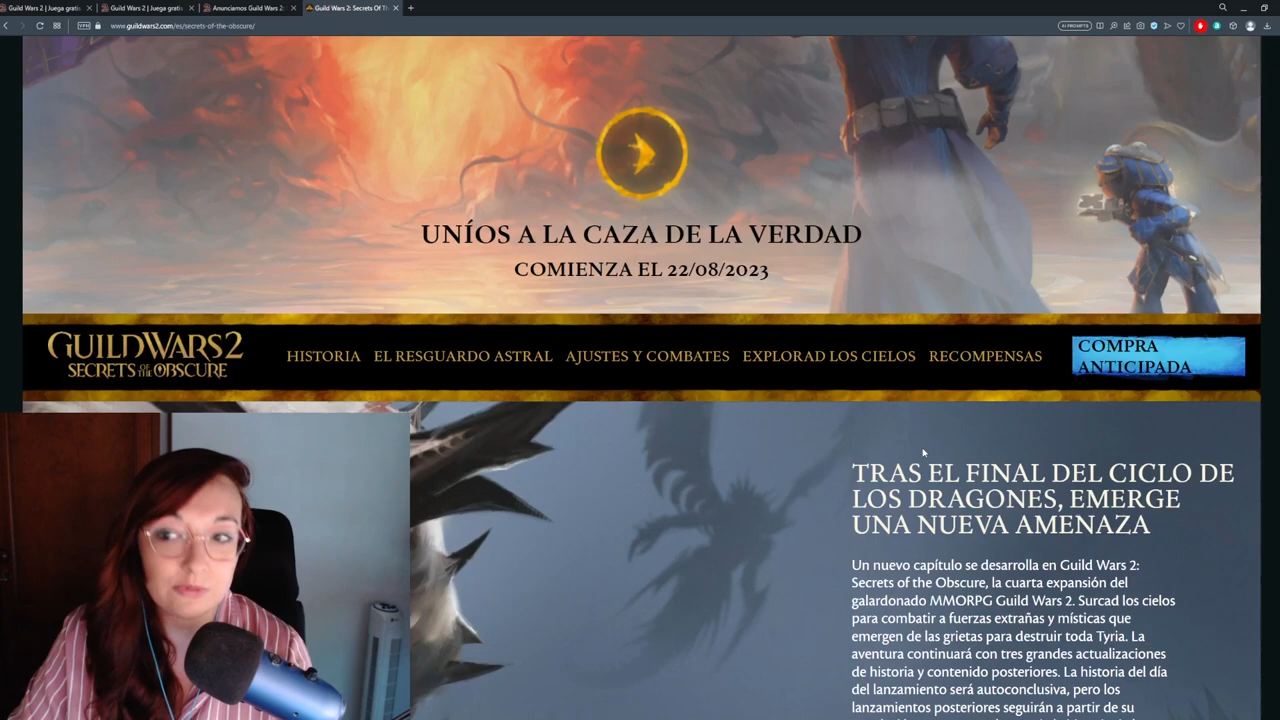 Guild Wars 2 | Juega gratis
Guild Wars 2 | Juega gratis
Anunciamos Guild Wars 2:
Guild Wars 2: Secrets Of Th
VPN
www.guildwars2.com/es/secrets-of-the-obscure/
AI PROMPTS
UNÍOS A LA CAZA DE LA VERDAD
COMIENZA EL 22/08/2023
GUILD WARS 2
SECRETS OF THE OBSCURE
HISTORIA
EL RESGUARDO ASTRAL
AJUSTES Y COMBATES
EXPLORAD LOS CIELOS
RECOMPENSAS
COMPRA
ANTICIPADA
TRAS EL FINAL DEL CICLO DE
LOS DRAGONES, EMERGE
UNA NUEVA AMENAZA
Un nuevo capítulo se desarrolla en Guild Wars 2:
Secrets of the Obscure, la cuarta expansión del
galardonado MMORPG Guild Wars 2. Surcad los cielos
para combatir a fuerzas extrañas y místicas que
emergen de las grietas para destruir toda Tyria. La
aventura continuará con tres grandes actualizaciones
de historia y contenido posteriores. La historia del día
del lanzamiento será autoconclusiva, pero los
lanzamientos posteriores seguirán a partir de su